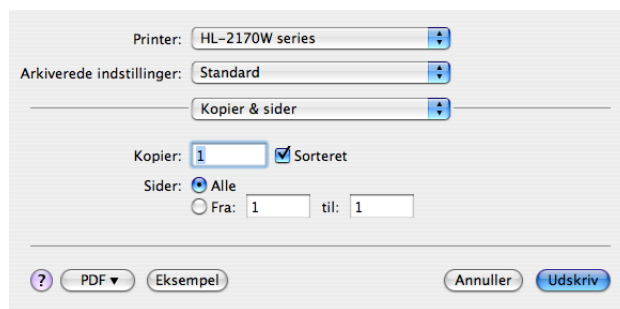 Printer: HL-2170W series
Arkiverede indstillinger: Standard
Kopier & sider
Kopier: 1 Sorteret
Sider: Alle
Fra: 1 til: 1
? PDF ▼ Eksempel Annuller Udskriv